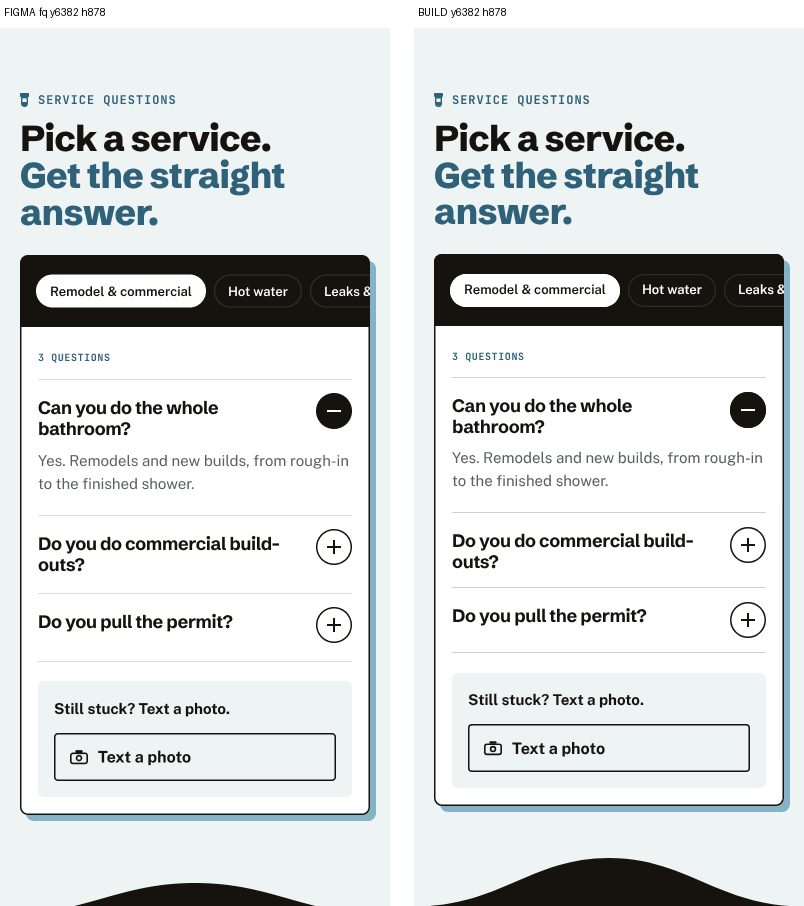 FIGMA fq y6382 h878
SERVICE QUESTIONS
Pick a service.
Get the straight
answer.
Remodel & commercial
Hot water
Leaks &
3 QUESTIONS
Can you do the whole
bathroom?
Yes. Remodels and new builds, from rough-in
to the finished shower.
Do you do commercial build-
outs?
Do you pull the permit?
Still stuck? Text a photo.
Text a photo
BUILD y6382 h878
SERVICE QUESTIONS
Pick a service.
Get the straight
answer.
Remodel & commercial
Hot water
Leaks &
3 QUESTIONS
Can you do the whole
bathroom?
Yes. Remodels and new builds, from rough-in
to the finished shower.
Do you do commercial build-
outs?
Do you pull the permit?
Still stuck? Text a photo.
Text a photo